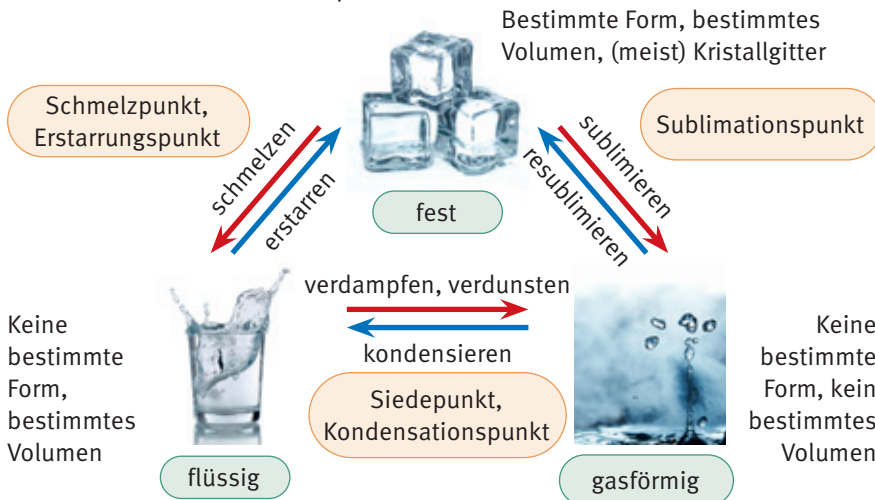 Bestimmte Form, bestimmtes
Volumen, (meist) Kristallgitter
Schmelzpunkt,
Erstarrungspunkt
Sublimationspunkt
schmelzen
erstarren
sublimieren
resublimieren
fest
verdampfen, verdunsten
kondensieren
Keine
bestimmte
Form,
bestimmtes
Volumen
Siedepunkt,
Kondensationspunkt
Keine
bestimmte
Form, kein
bestimmtes
Volumen
flüssig
gasförmig